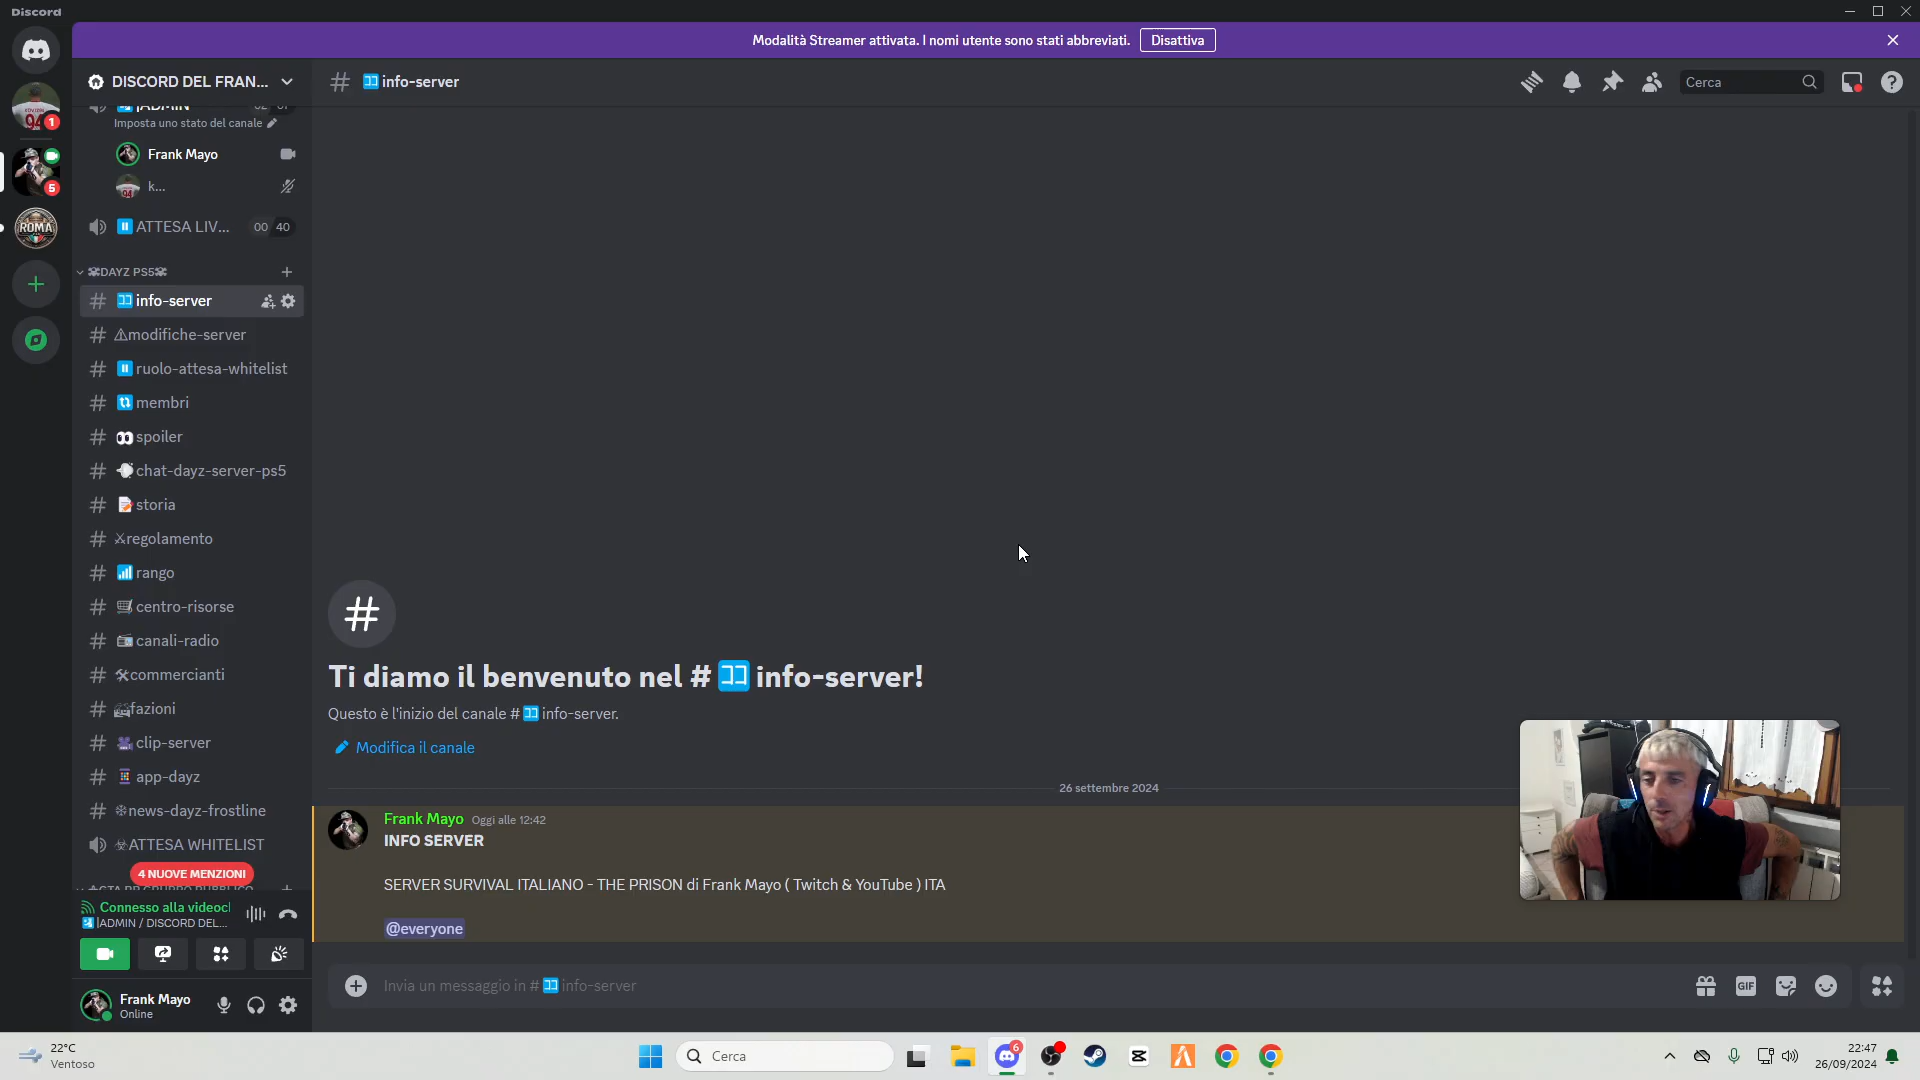 Discord
Modalità Streamer attivata. I nomi utente sono stati abbreviati.
Disattiva
DISCORD DEL FRAN...
info-server
Cerca
|ADMIN
Imposta uno stato del canale
Frank Mayo
k...
ATTESA LIV...
00 40
DAYZ PS5
info-server
modifiche-server
ruolo-attesa-whitelist
membri
spoiler
chat-dayz-server-ps5
storia
regolamento
rango
centro-risorse
canali-radio
commercianti
fazioni
clip-server
app-dayz
news-dayz-frostline
ATTESA WHITELIST
4 NUOVE MENZIONI
Connesso alla videoc
|ADMIN / DISCORD DEL...
Frank Mayo
Online
1
5
ROMA
Ti diamo il benvenuto nel # info-server!
Questo è l'inizio del canale # info-server.
Modifica il canale
26 settembre 2024
Frank Mayo Oggi alle 12:42
INFO SERVER
SERVER SURVIVAL ITALIANO - THE PRISON di Frank Mayo ( Twitch & YouTube ) ITA
@everyone
Invia un messaggio in # info-server
GIF
22°C
Ventoso
Cerca
6
22:47
26/09/2024